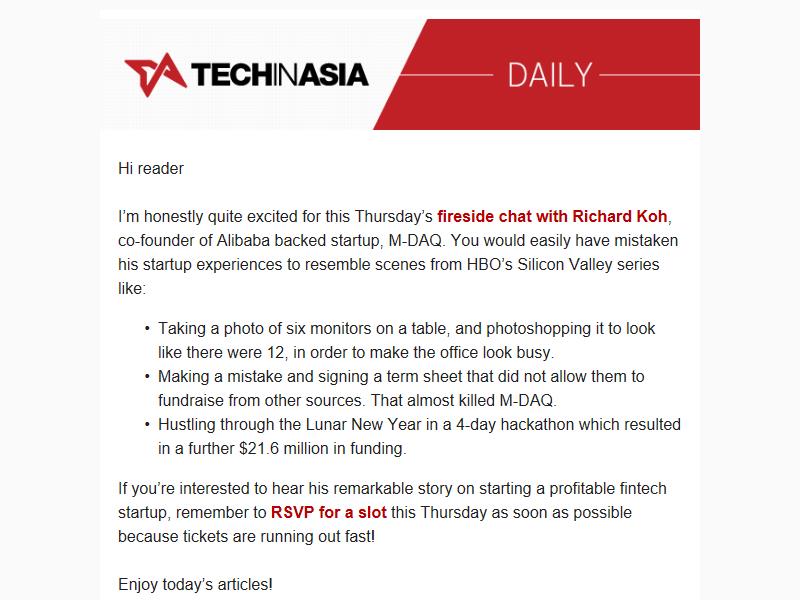 TECHINASIA
DAILY
Hi reader
I’m honestly quite excited for this Thursday’s fireside chat with Richard Koh,
co-founder of Alibaba backed startup, M-DAQ. You would easily have mistaken
his startup experiences to resemble scenes from HBO’s Silicon Valley series
like:
• Taking a photo of six monitors on a table, and photoshopping it to look
like there were 12, in order to make the office look busy.
• Making a mistake and signing a term sheet that did not allow them to
fundraise from other sources. That almost killed M-DAQ.
• Hustling through the Lunar New Year in a 4-day hackathon which resulted
in a further $21.6 million in funding.
If you’re interested to hear his remarkable story on starting a profitable fintech
startup, remember to RSVP for a slot this Thursday as soon as possible
because tickets are running out fast!
Enjoy today’s articles!